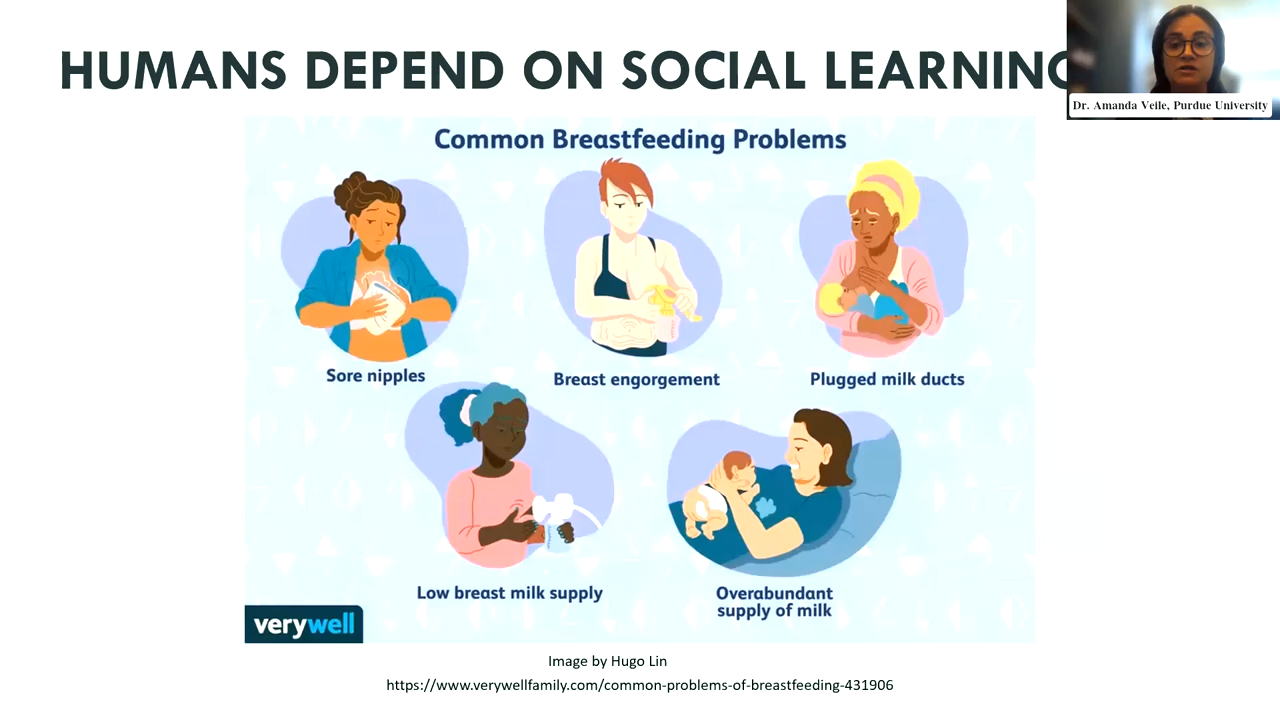 HUMANS DEPEND ON SOCIAL LEARNING
Dr. Amanda Veile, Purdue University
Common Breastfeeding Problems
Sore nipples
Breast engorgement
Plugged milk ducts
Low breast milk supply
Overabundant
supply of milk
verywell
Image by Hugo Lin
https://www.verywellfamily.com/common-problems-of-breastfeeding-431906